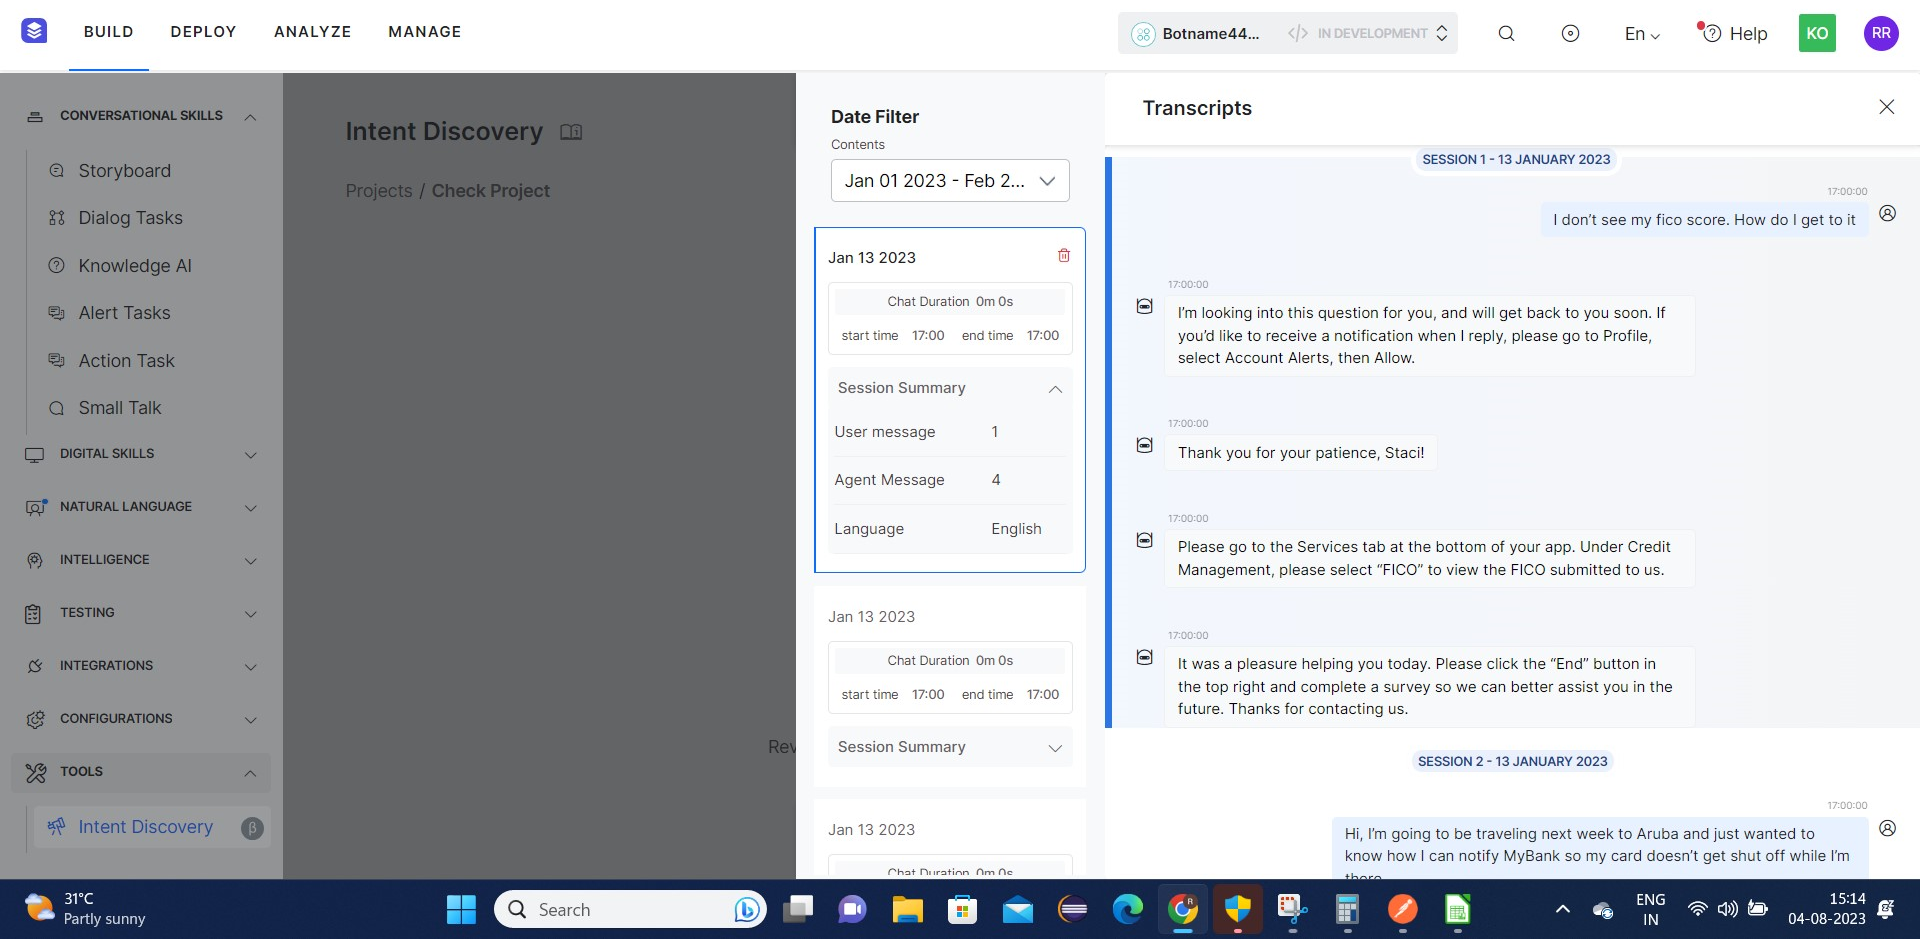 BUILD
DEPLOY
ANALYZE
MANAGE
Botname44...
IN DEVELOPMENT
En
Help
KO
RR
CONVERSATIONAL SKILLS
Storyboard
Dialog Tasks
Knowledge AI
Alert Tasks
Action Task
Small Talk
DIGITAL SKILLS
NATURAL LANGUAGE
INTELLIGENCE
TESTING
INTEGRATIONS
CONFIGURATIONS
TOOLS
Intent Discovery
β
Intent Discovery
Projects / Check Project
Rev
Date Filter
Contents
Jan 01 2023 - Feb 2...
Jan 13 2023
Chat Duration 0m 0s
start time 17:00 end time 17:00
Session Summary
User message 1
Agent Message 4
Language English
Jan 13 2023
Chat Duration 0m 0s
start time 17:00 end time 17:00
Session Summary
Jan 13 2023
Chat Duration 0m 0s
Transcripts
SESSION 1 - 13 JANUARY 2023
17:00:00
I don’t see my fico score. How do I get to it
17:00:00
I’m looking into this question for you, and will get back to you soon. If
you’d like to receive a notification when I reply, please go to Profile,
select Account Alerts, then Allow.
17:00:00
Thank you for your patience, Staci!
17:00:00
Please go to the Services tab at the bottom of your app. Under Credit
Management, please select “FICO” to view the FICO submitted to us.
17:00:00
It was a pleasure helping you today. Please click the “End” button in
the top right and complete a survey so we can better assist you in the
future. Thanks for contacting us.
SESSION 2 - 13 JANUARY 2023
17:00:00
Hi, I’m going to be traveling next week to Aruba and just wanted to
know how I can notify MyBank so my card doesn’t get shut off while I’m
there
31°C
Partly sunny
Search
R
ENG
IN
15:14
04-08-2023